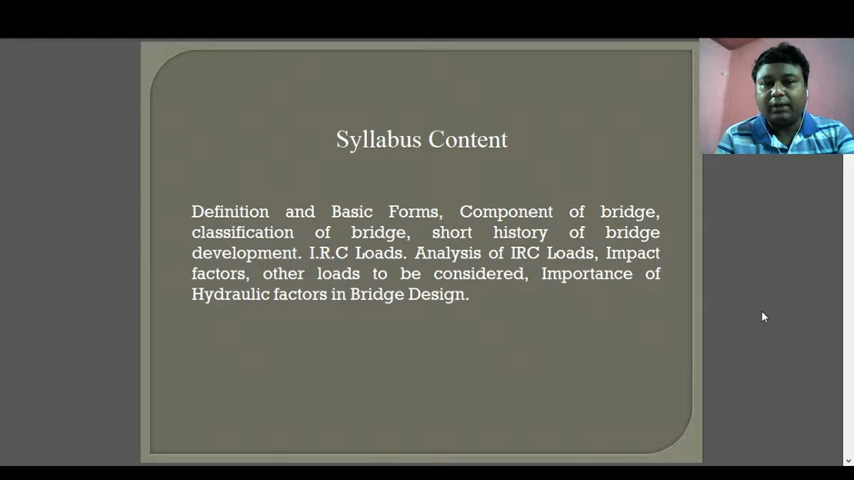 Syllabus Content
Definition and Basic Forms, Component of bridge,
classification of bridge, short history of bridge
development. I.R.C Loads. Analysis of IRC Loads, Impact
factors, other loads to be considered, Importance of
Hydraulic factors in Bridge Design.